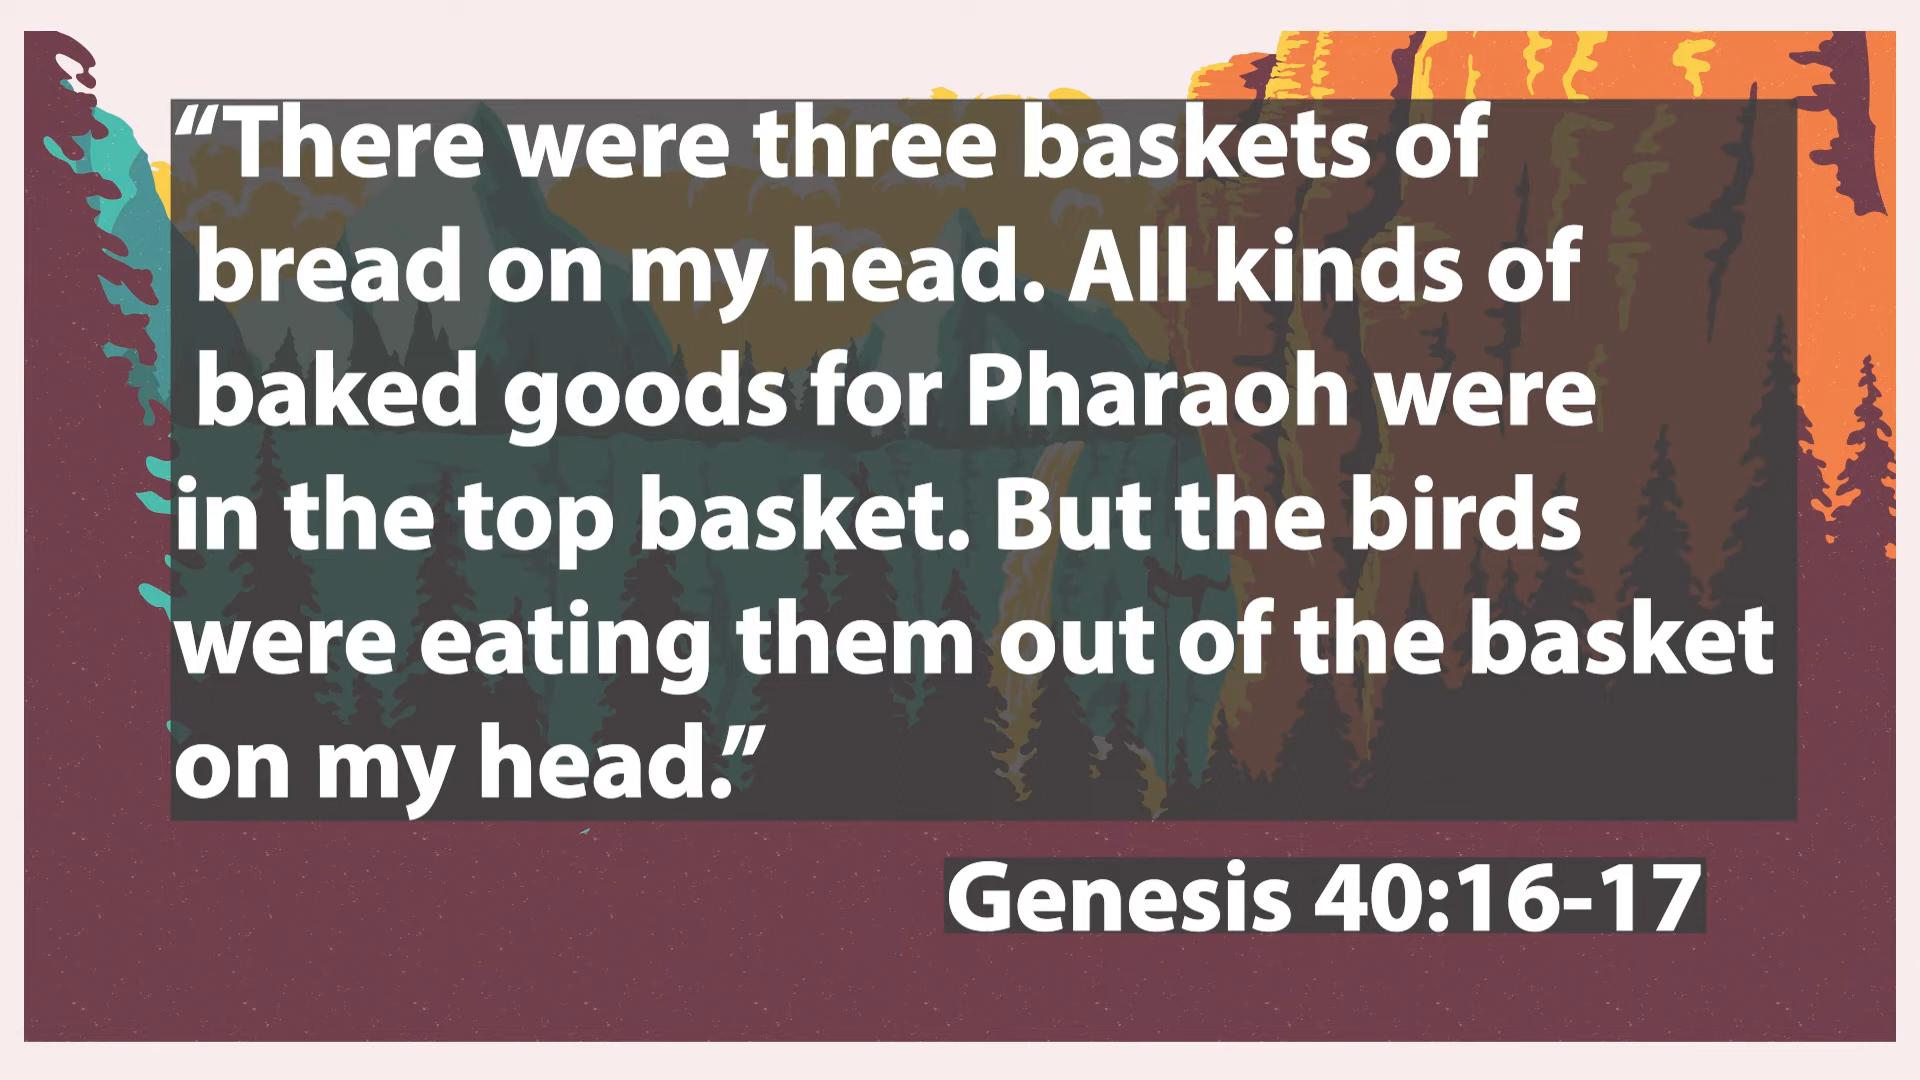 “There were three baskets of
bread on my head. All kinds of
baked goods for Pharaoh were
in the top basket. But the birds
were eating them out of the basket
on my head.”
Genesis 40:16-17